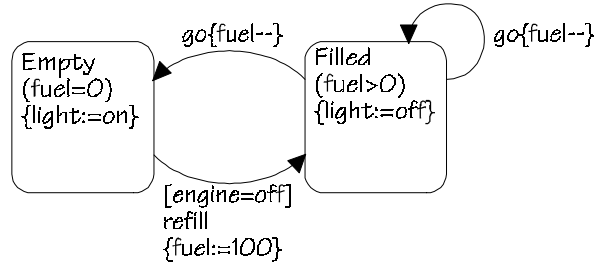 go{fuel--}
Empty
(fuel=0)
{light:=on}
Filled
(fuel>0)
{light:=off}
go{fuel--}
[engine=off]
refill
{fuel:=100}